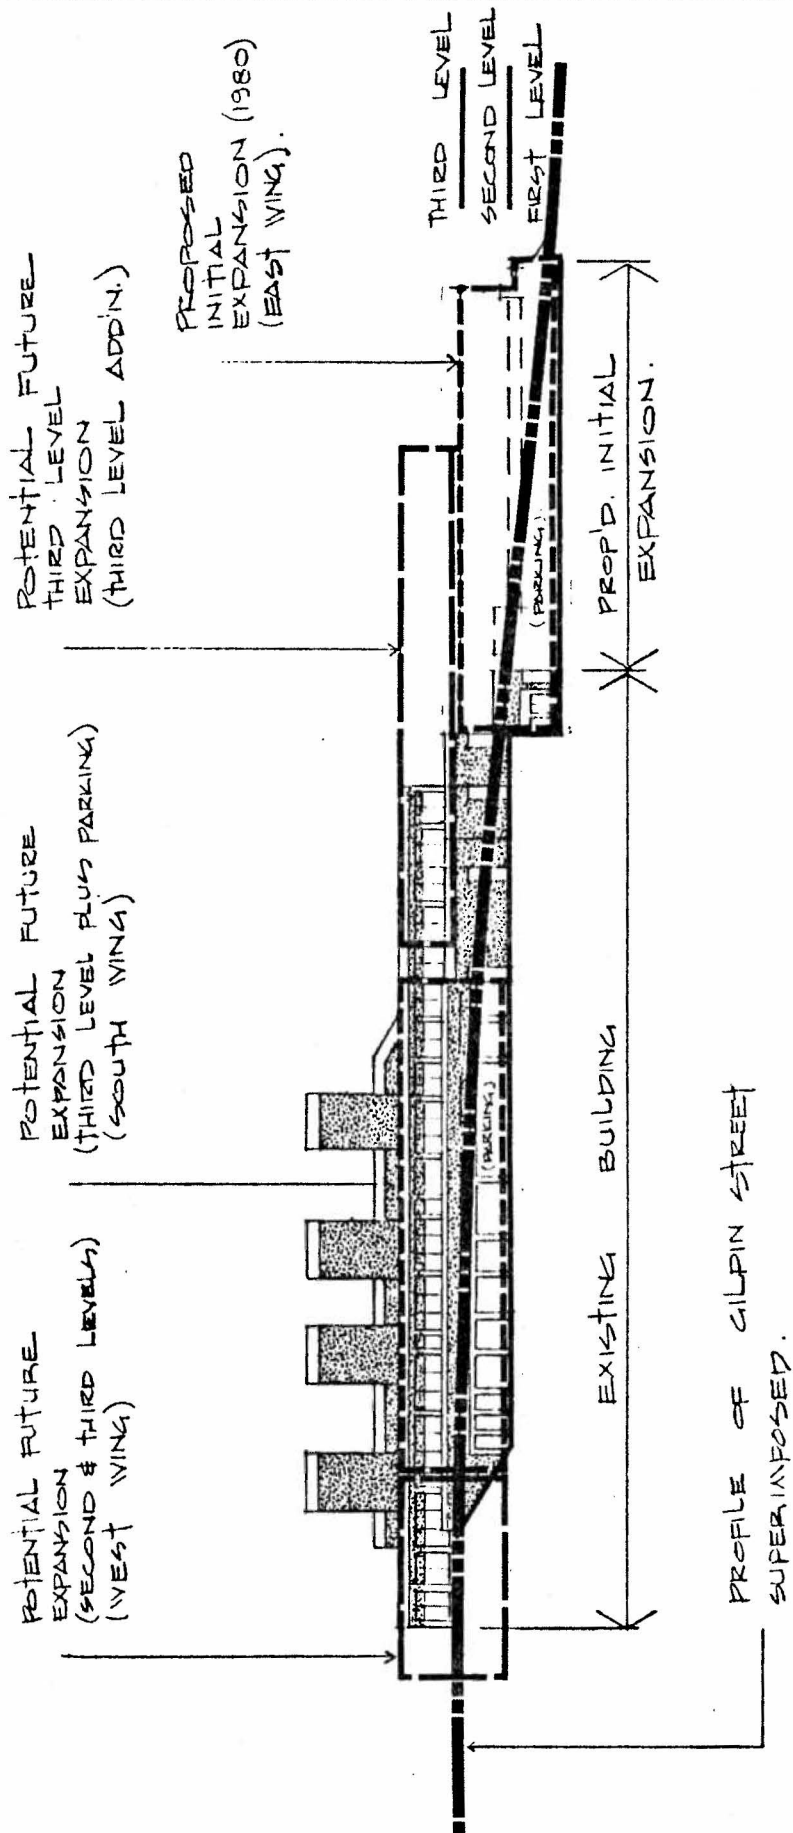 POTENTIAL FUTURE
EXPANSION
(SECOND & THIRD LEVELS)
(WEST WING)
POTENTIAL FUTURE
EXPANSION
(THIRD LEVEL PLUS PARKING)
(SOUTH WING)
POTENTIAL FUTURE
THIRD LEVEL
EXPANSION
(THIRD LEVEL ADD'N.)
PROPOSED
INITIAL
EXPANSION (1980)
(EAST WING).
THIRD LEVEL
SECOND LEVEL
FIRST LEVEL
(PARKING)
(PARKING)
EXISTING BUILDING
PROP'D. INITIAL
EXPANSION.
PROFILE OF GILPIN STREET
SUPERIMPOSED.